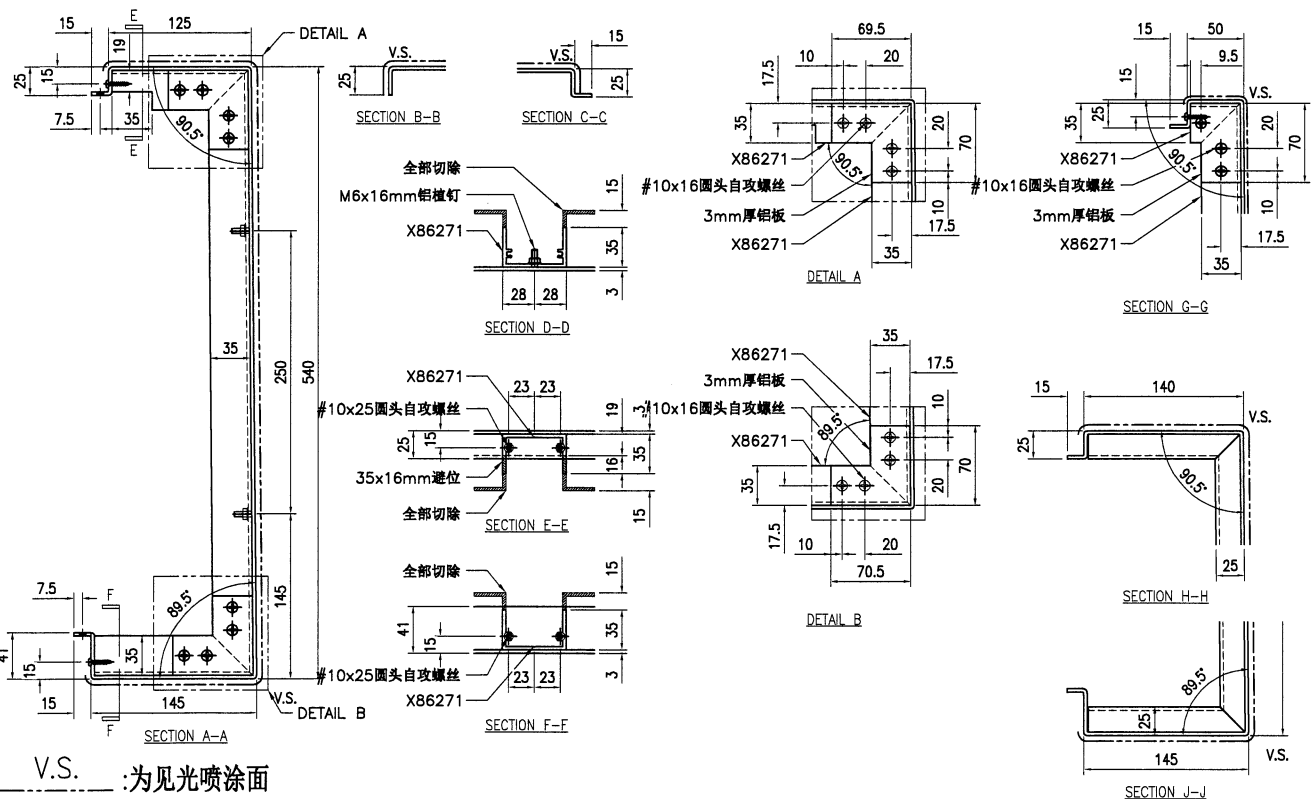 15
E
125
DETAIL A
19
25
15
7.5
35
E
90.5°
35
250
540
145
7.5
F
89.5°
41
15
35
15
145
F
V.S.
DETAIL B
SECTION A-A
V.S.
25
SECTION B-B
V.S.
15
25
SECTION C-C
全部切除
M6x16mm铝植钉
X86271
15
35
3
28
28
SECTION D-D
X86271
#10x25圆头自攻螺丝
23
23
19
3
25
15
35
16
35x16mm避位
全部切除
15
SECTION E-E
全部切除
15
41
15
35
3
#10x25圆头自攻螺丝
23
23
X86271
SECTION F-F
69.5
10
20
17.5
35
20
70
X86271
90.5°
#10x16圆头自攻螺丝
3mm厚铝板
10
X86271
17.5
35
DETAIL A
35
X86271
17.5
3mm厚铝板
10
#10x16圆头自攻螺丝
X86271
89.5°
35
70
20
17.5
10
20
70.5
DETAIL B
15
50
9.5
15
V.S.
25
35
20
70
X86271
90.5°
#10x16圆头自攻螺丝
3mm厚铝板
10
X86271
17.5
35
SECTION G-G
15
140
V.S.
25
90.5°
25
SECTION H-H
89.5°
25
145
V.S.
SECTION J-J
V.S. :为见光喷涂面